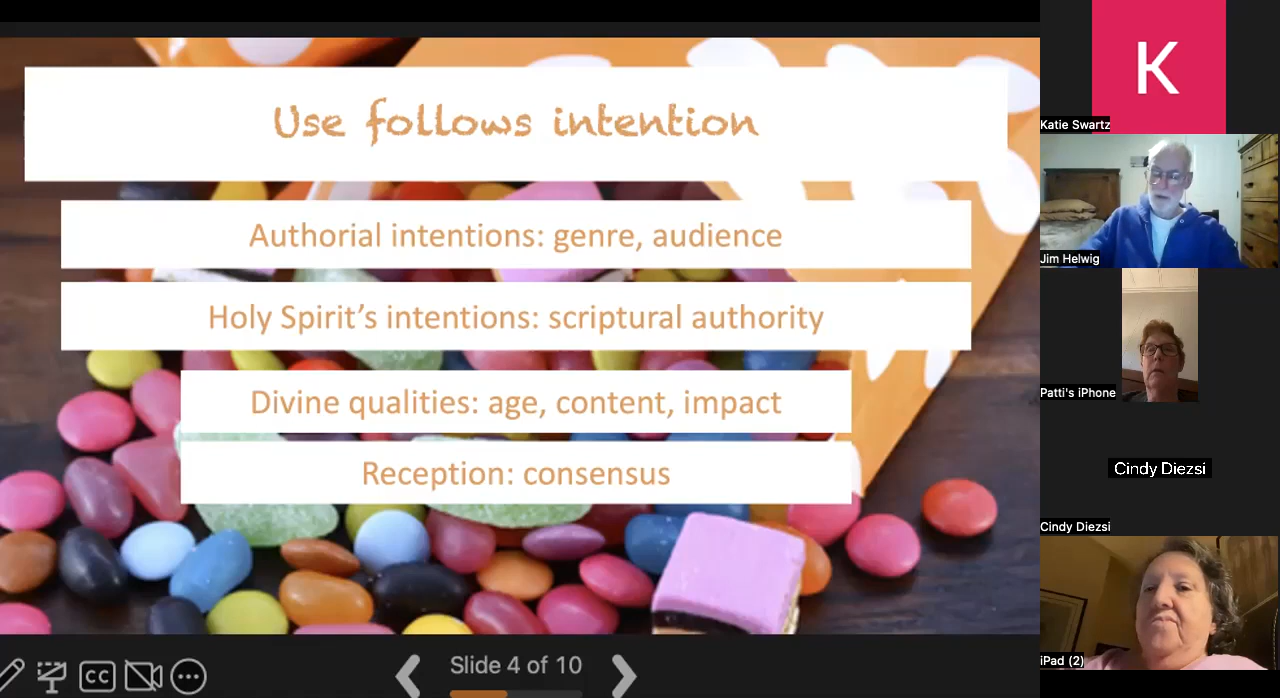 Use follows intention
Authorial intentions: genre, audience
Holy Spirit's intentions: scriptural authority
Divine qualities: age, content, impact
Reception: consensus
CC
Slide 4 of 10
K
Katie Swartz
Jim Helwig
Patti's iPhone
Cindy Diezsi
Cindy Diezsi
iPad (2)